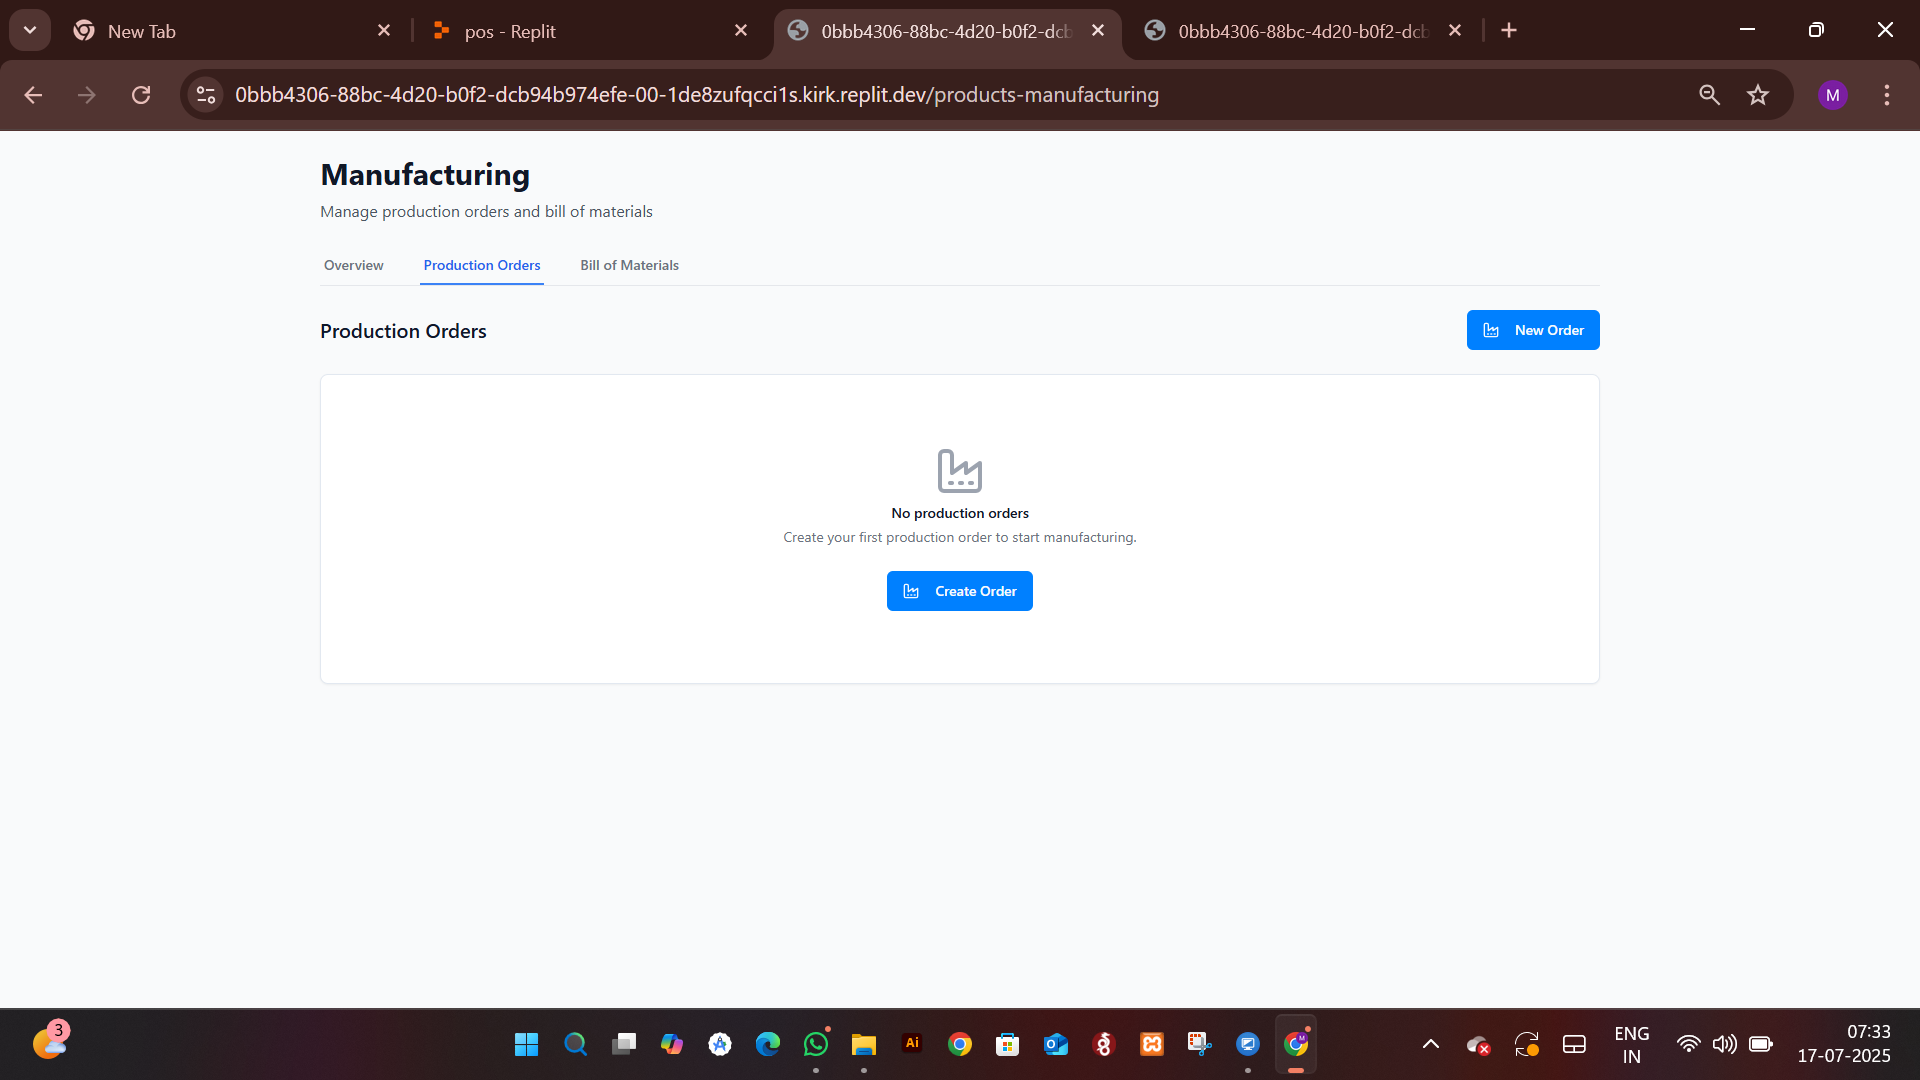 New Tab
pos - Replit
0bbb4306-88bc-4d20-b0f2-dcb
0bbb4306-88bc-4d20-b0f2-dcb
0bbb4306-88bc-4d20-b0f2-dcb94b974efe-00-1de8zufqcci1s.kirk.replit.dev/products-manufacturing
M
Manufacturing
Manage production orders and bill of materials
Overview
Production Orders
Bill of Materials
Production Orders
New Order
No production orders
Create your first production order to start manufacturing.
Create Order
3
Ai
ENG
IN
07:33
17-07-2025